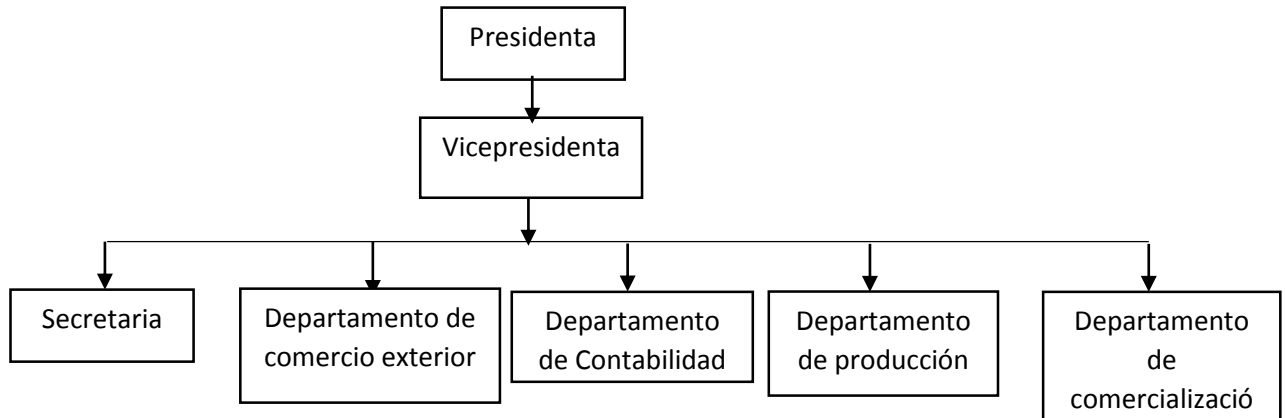 Presidenta
Vicepresidenta
Secretaria
Departamento de
comercio exterior
Departamento
de Contabilidad
Departamento
de producción
Departamento
de
comercializació